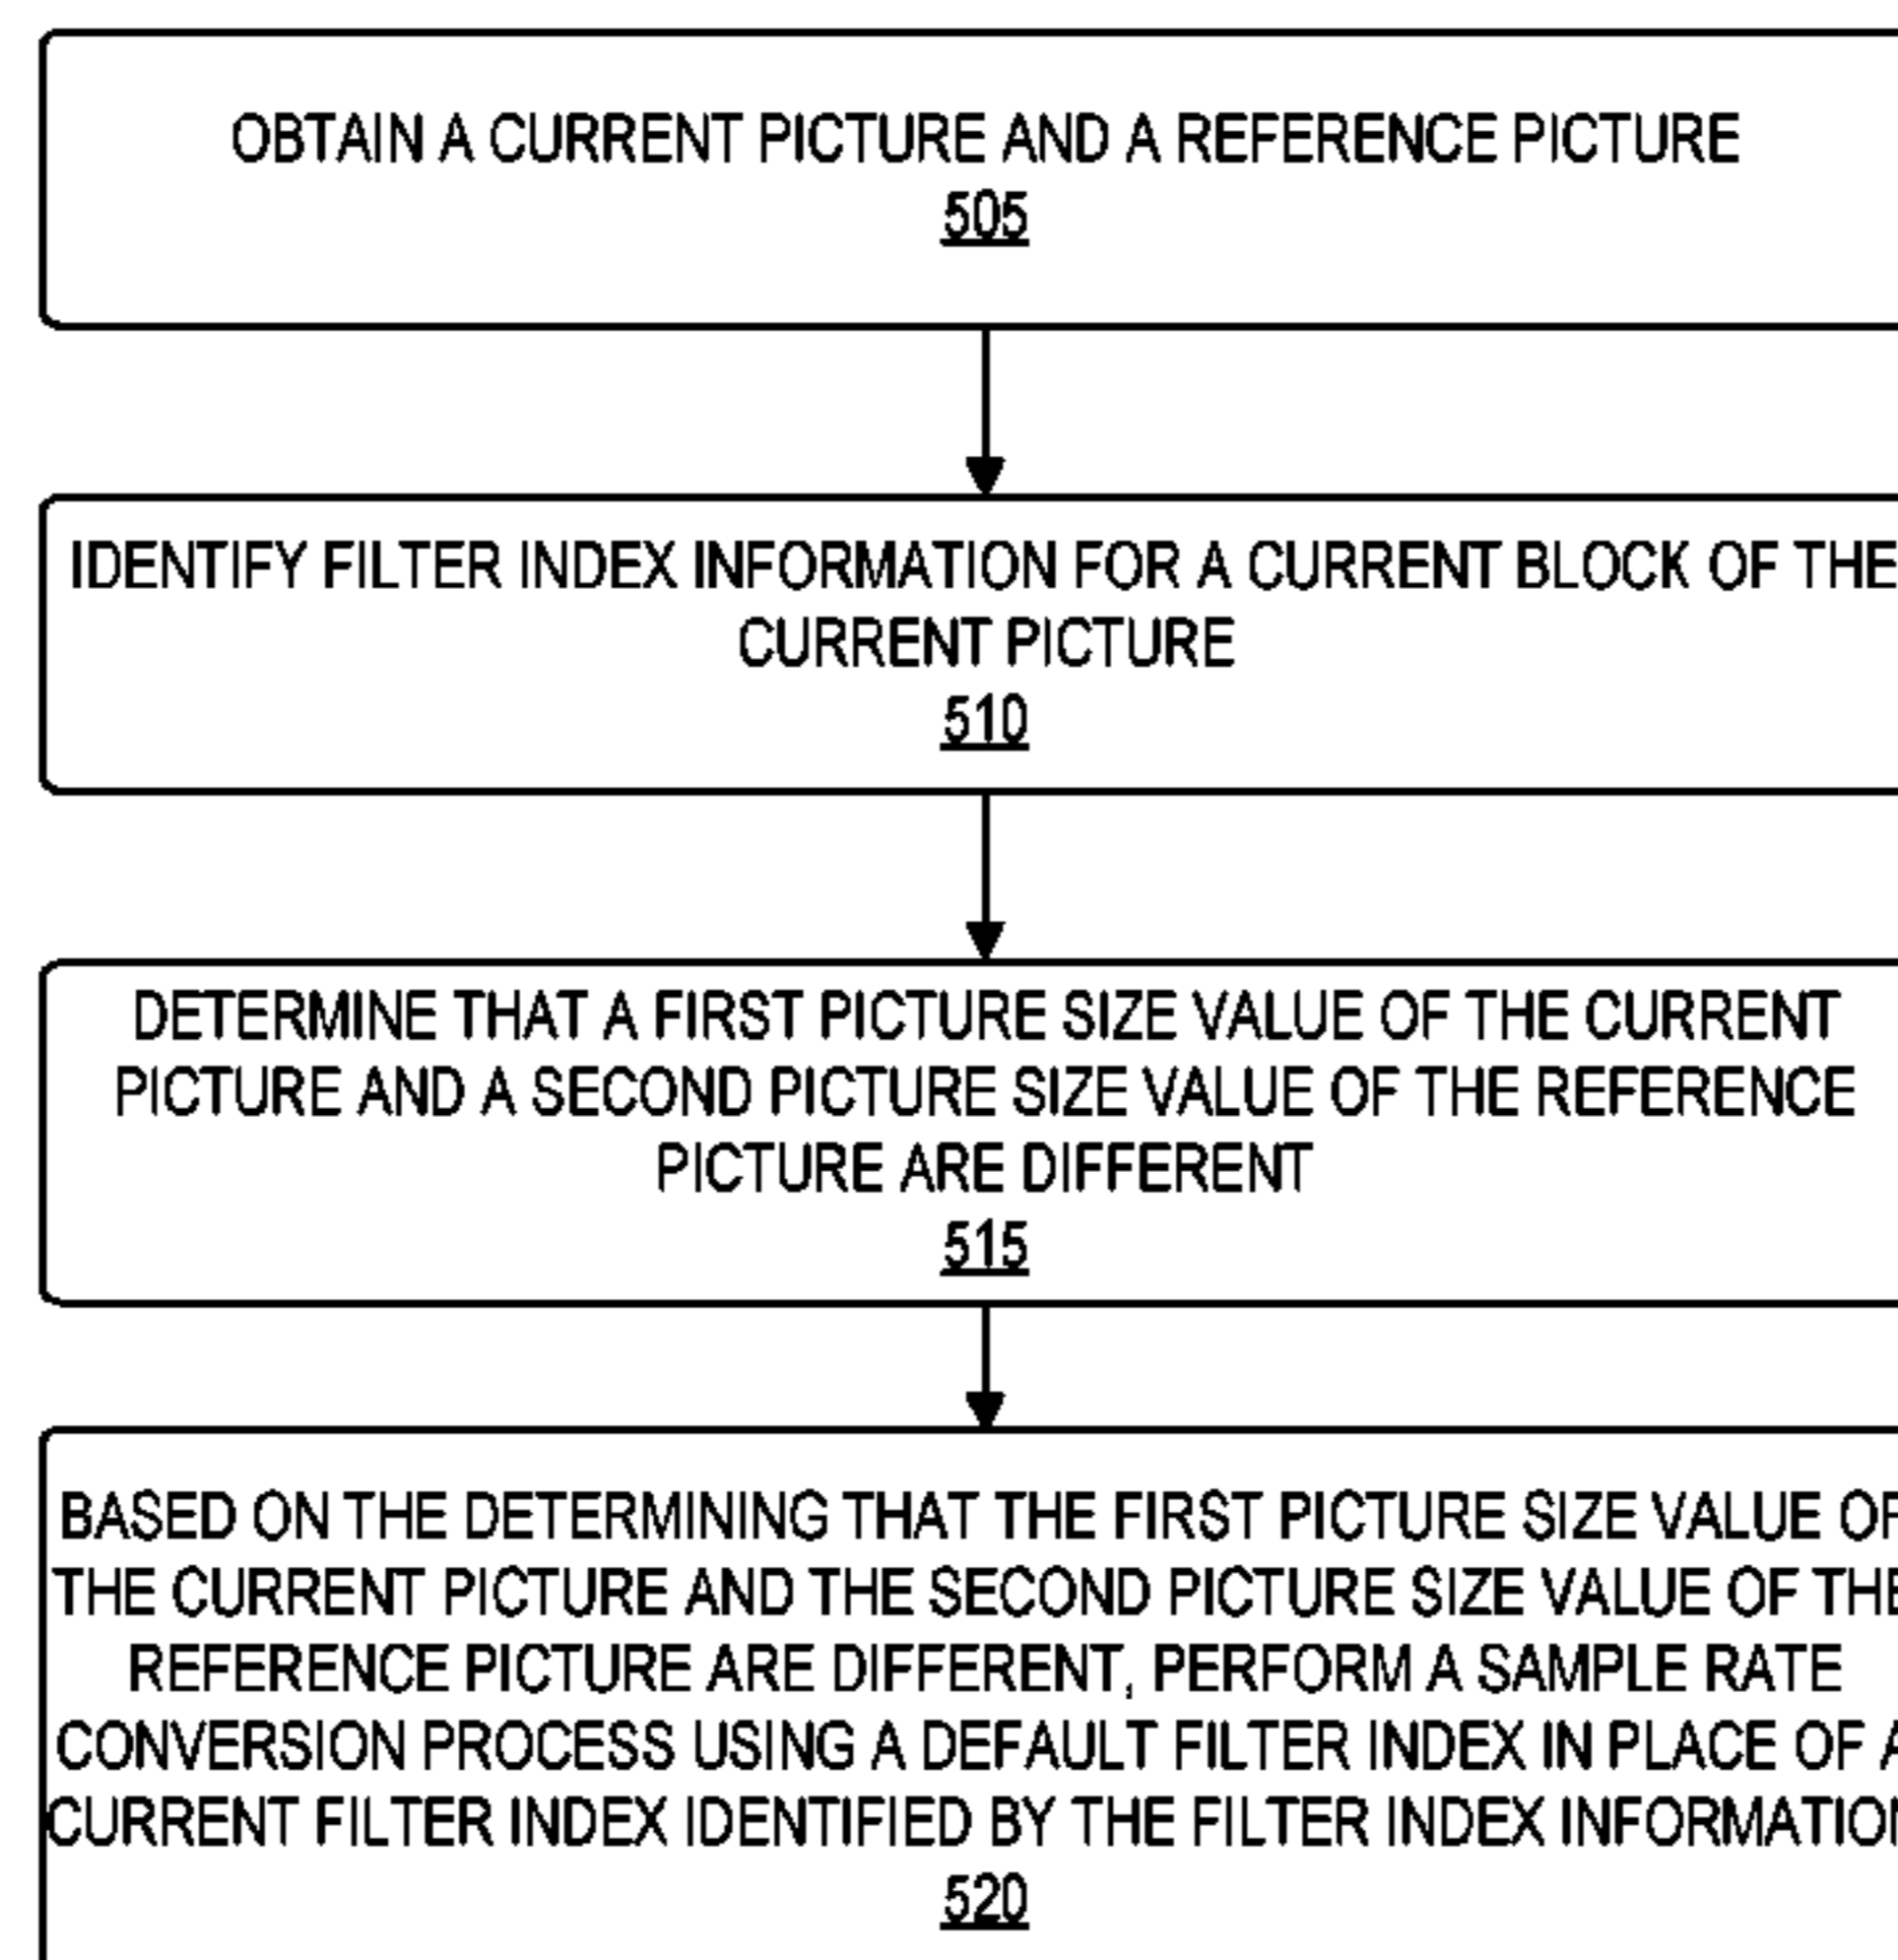 OBTAIN A CURRENT PICTURE AND A REFERENCE PICTURE
505
IDENTIFY FILTER INDEX INFORMATION FOR A CURRENT BLOCK OF THE
CURRENT PICTURE
510
DETERMINE THAT A FIRST PICTURE SIZE VALUE OF THE CURRENT
PICTURE AND A SECOND PICTURE SIZE VALUE OF THE REFERENCE
PICTURE ARE DIFFERENT
515
BASED ON THE DETERMINING THAT THE FIRST PICTURE SIZE VALUE OF
THE CURRENT PICTURE AND THE SECOND PICTURE SIZE VALUE OF THE
REFERENCE PICTURE ARE DIFFERENT, PERFORM A SAMPLE RATE
CONVERSION PROCESS USING A DEFAULT FILTER INDEX IN PLACE OF A
CURRENT FILTER INDEX IDENTIFIED BY THE FILTER INDEX INFORMATION
520